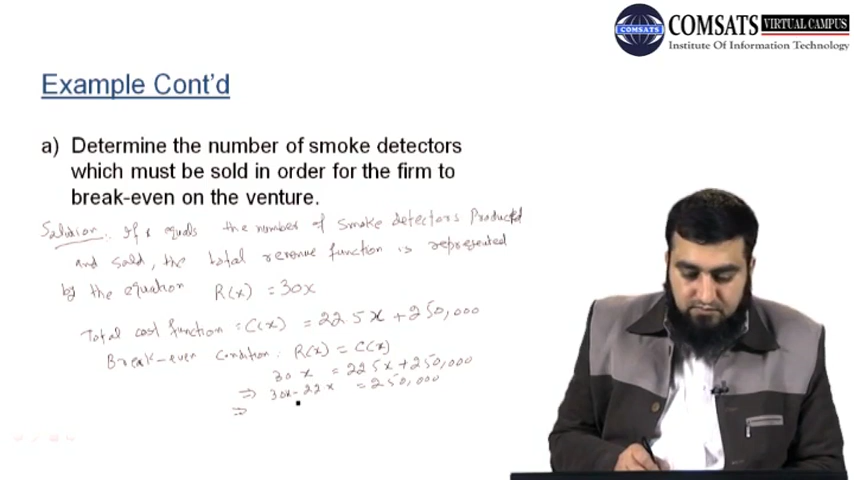 COMSATS
COMSATS VIRTUAL CAMPUS
Institute Of Information Technology
Example Cont'd
a) Determine the number of smoke detectors
which must be sold in order for the firm to
break-even on the venture.
Solution: If x equals the number of smoke detectors Produced
and sold, the total revenue function is represented
by the equation R(x) = 30x
Total cost function = C(x) = 22.5x + 250,000
Break-even condition: R(x) = C(x)
30 x = 22.5x + 250,000
⇒ 30x - 22 x = 250,000
⇒